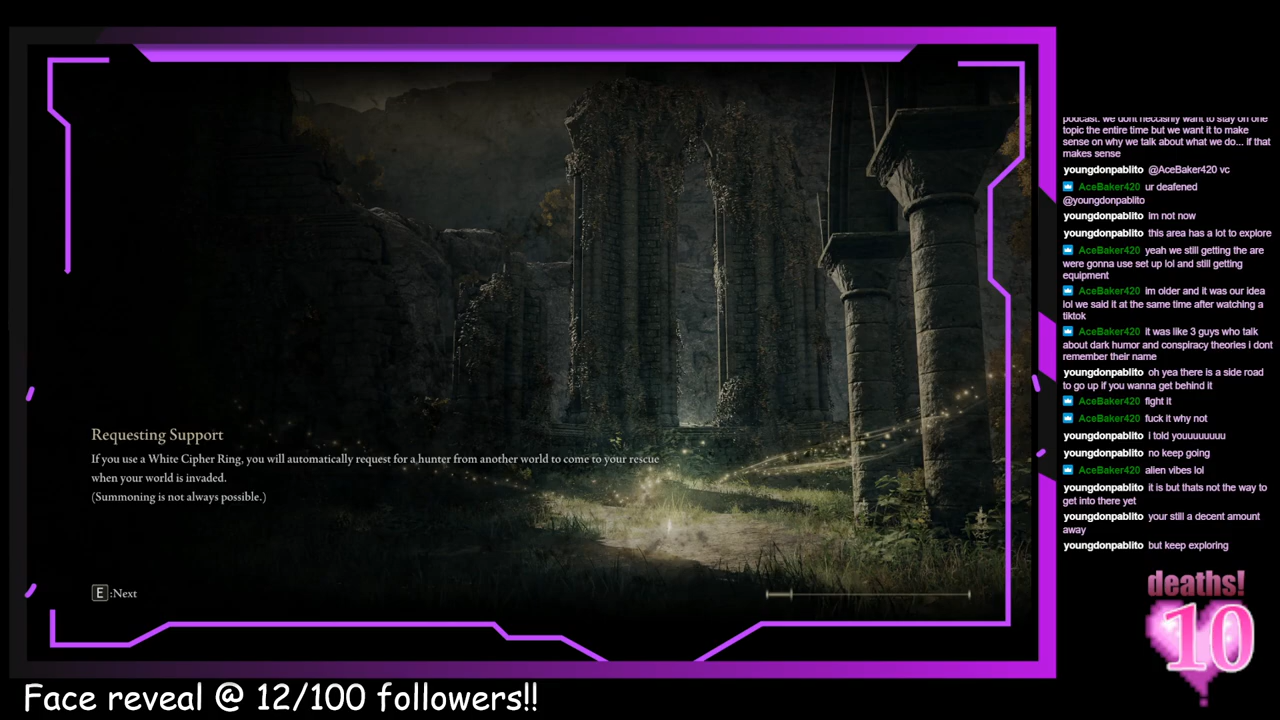 podcast. we dont neccisrily want to stay on one
topic the entire time but we want it to make
sense on why we talk about what we do... if that
makes sense
youngdonpablito @AceBaker420 vc
AceBaker420 ur deafened
@youngdonpablito
youngdonpablito im not now
youngdonpablito this area has a lot to explore
AceBaker420 yeah we still getting the are
were gonna use set up lol and still getting
equipment
AceBaker420 im older and it was our idea
lol we said it at the same time after watching a
tiktok
AceBaker420 it was like 3 guys who talk
about dark humor and conspiracy theories i dont
remember their name
youngdonpablito oh yea there is a side road
to go up if you wanna get behind it
AceBaker420 fight it
AceBaker420 fuck it why not
youngdonpablito i told youuuuuuuu
youngdonpablito no keep going
AceBaker420 alien vibes lol
youngdonpablito it is but thats not the way to
get into there yet
youngdonpablito your still a decent amount
away
youngdonpablito but keep exploring
Requesting Support
If you use a White Cipher Ring, you will automatically request for a hunter from another world to come to your rescue
when your world is invaded.
(Summoning is not always possible.)
E :Next
deaths!
10
Face reveal @ 12/100 followers!!